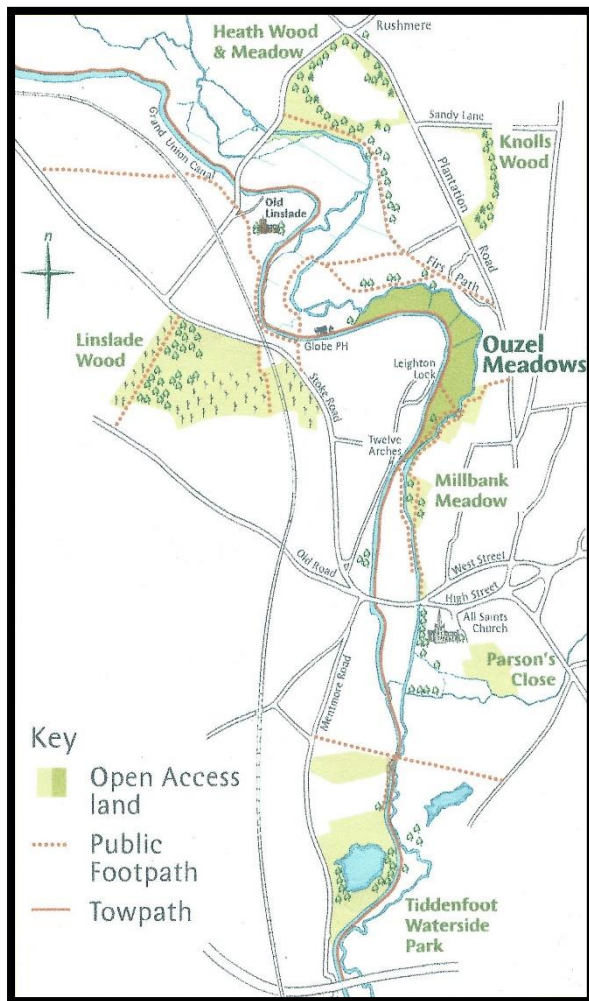 Heath Wood
& Meadow
Rushmere
Sandy Lane
Knolls
Wood
Grand Union Canal
Plantation
Road
Old
Linslade
Firs Path
n
Linslade
Wood
Globe PH
Ouzel
Meadows
Leighton
Lock
Stoke Road
Twelve
Arches
Millbank
Meadow
Old Road
West Street
High Street
All Saints
Church
Parson's
Close
Mentmore Road
Key
Open Access
land
Public
Footpath
Towpath
Tiddenfoot
Waterside
Park